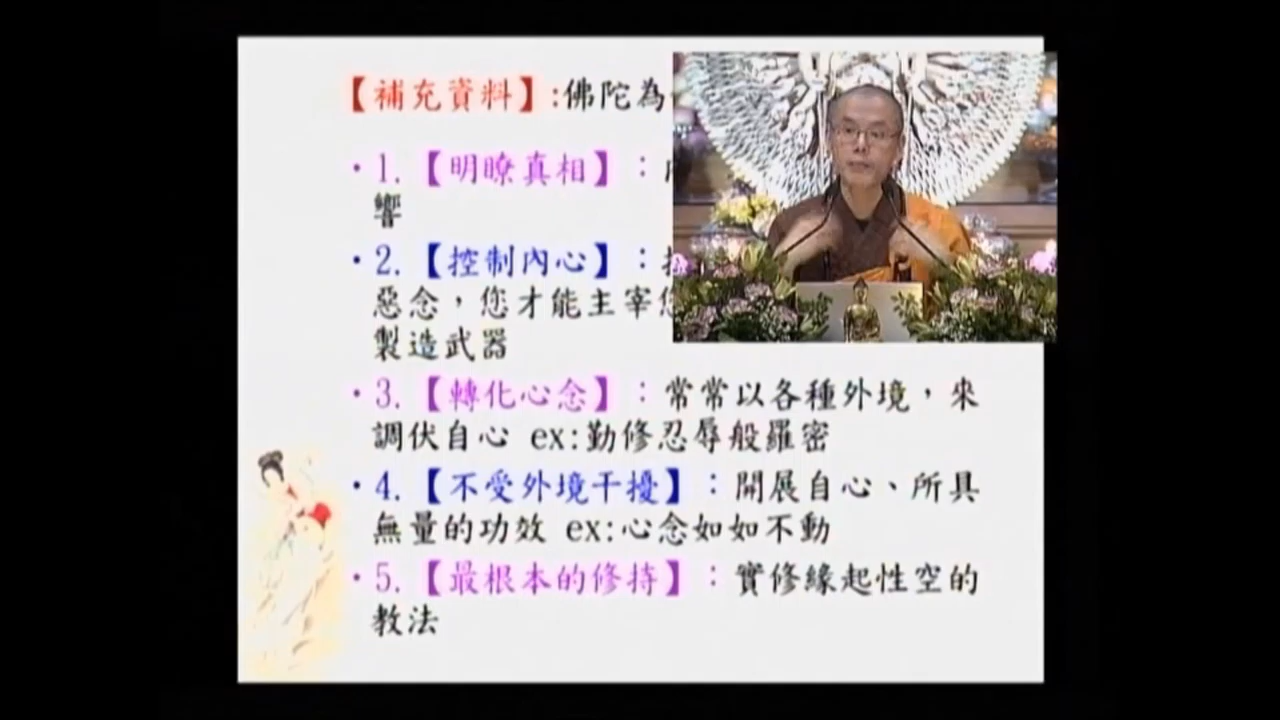 【補充資料】:佛陀為
・1.【明瞭真相】：
響
・2.【控制內心】：
惡念，您才能主宰
製造武器
・3.【轉化心念】：常常以各種外境，來
調伏自心 ex:勤修忍辱般羅密
・4.【不受外境干擾】：開展自心、所具
無量的功效 ex:心念如如不動
・5.【最根本的修持】：實修緣起性空的
教法